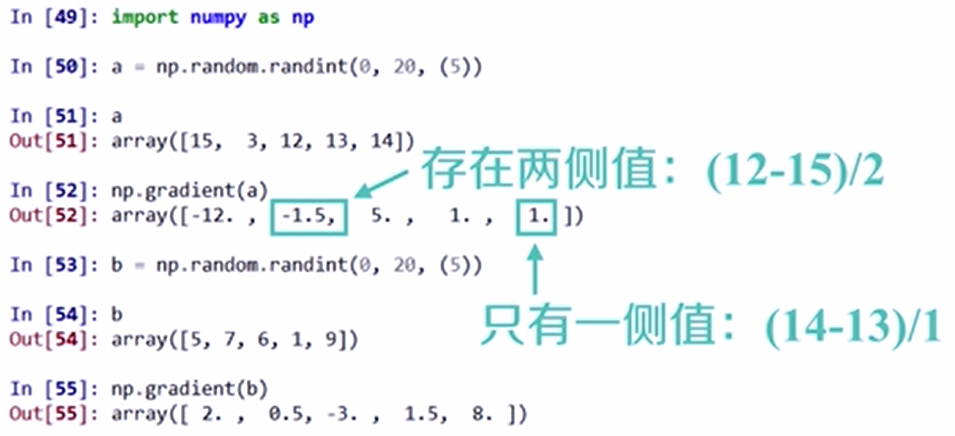 In [49]: import numpy as np
In [50]: a = np.random.randint(0, 20, (5))
In [51]: a
Out[51]: array([15,  3, 12, 13, 14])
存在两侧值：(12-15)/2
In [52]: np.gradient(a)
Out[52]: array([-12. ,  -1.5,  5. ,  1. ,  1. ])
In [53]: b = np.random.randint(0, 20, (5))
只有一侧值：(14-13)/1
In [54]: b
Out[54]: array([5, 7, 6, 1, 9])
In [55]: np.gradient(b)
Out[55]: array([ 2. ,  0.5, -3. ,  1.5,  8. ])